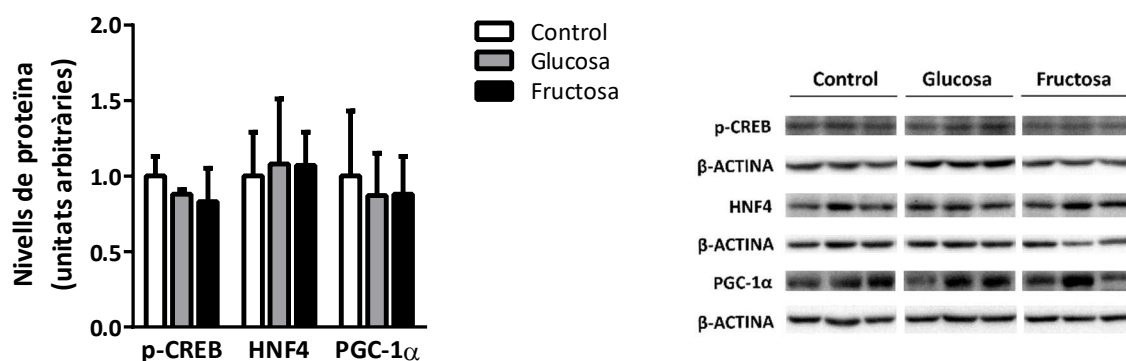 Nivells de proteïna
(unitats arbitràries)
2.0
1.5
1.0
0.5
0.0
p-CREB HNF4 PGC-1α
Control
Glucosa
Fructosa
Control Glucosa Fructosa
p-CREB
β-ACTINA
HNF4
β-ACTINA
PGC-1α
β-ACTINA